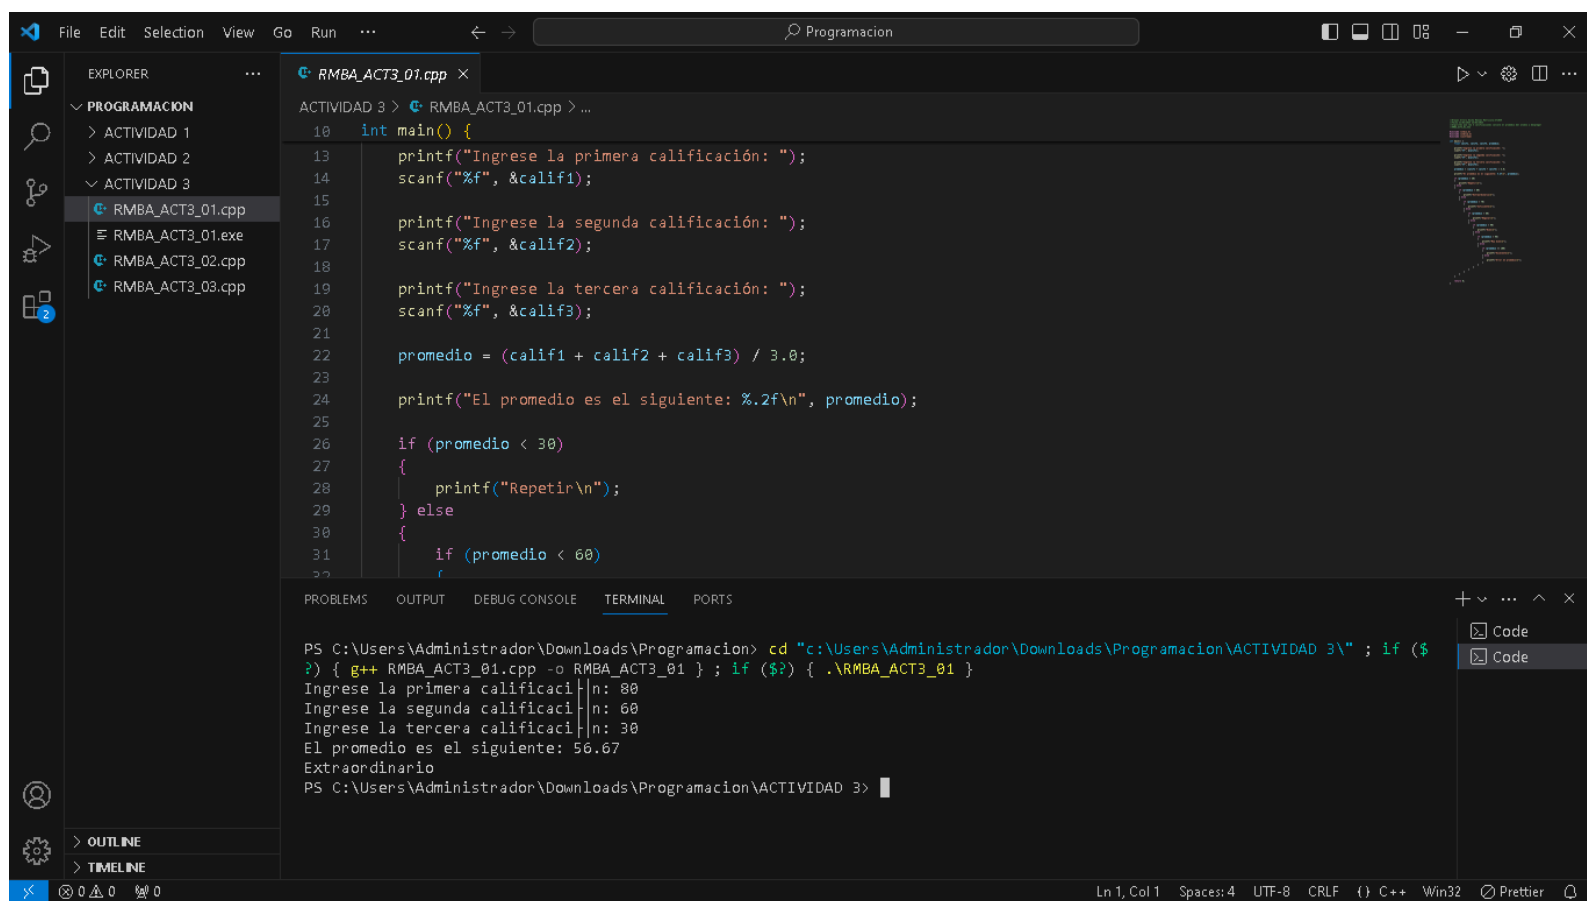 File Edit Selection View Go Run ··· ← → Programacion
EXPLORER ···
PROGRAMACION
> ACTIVIDAD 1
> ACTIVIDAD 2
ACTIVIDAD 3
RMBA_ACT3_01.cpp
RMBA_ACT3_01.exe
RMBA_ACT3_02.cpp
RMBA_ACT3_03.cpp
2
> OUTLINE
> TIMELINE
RMBA_ACT3_01.cpp ×
ACTIVIDAD 3 > RMBA_ACT3_01.cpp > ...
10 int main() {
13 printf("Ingrese la primera calificación: ");
14 scanf("%f", &calif1);
15
16 printf("Ingrese la segunda calificación: ");
17 scanf("%f", &calif2);
18
19 printf("Ingrese la tercera calificación: ");
20 scanf("%f", &calif3);
21
22 promedio = (calif1 + calif2 + calif3) / 3.0;
23
24 printf("El promedio es el siguiente: %.2f\n", promedio);
25
26 if (promedio < 30)
27 {
28 printf("Repetir\n");
29 } else
30 {
31 if (promedio < 60)
32 {
PROBLEMS OUTPUT DEBUG CONSOLE TERMINAL PORTS
PS C:\Users\Administrador\Downloads\Programacion> cd "c:\Users\Administrador\Downloads\Programacion\ACTIVIDAD 3\" ; if ($
?) { g++ RMBA_ACT3_01.cpp -o RMBA_ACT3_01 } ; if ($?) { .\RMBA_ACT3_01 }
Ingrese la primera calificaci├│n: 80
Ingrese la segunda calificaci├│n: 60
Ingrese la tercera calificaci├│n: 30
El promedio es el siguiente: 56.67
Extraordinario
PS C:\Users\Administrador\Downloads\Programacion\ACTIVIDAD 3>
Code
Code
0 0 0 Ln 1, Col 1 Spaces: 4 UTF-8 CRLF {} C++ Win32 Prettier